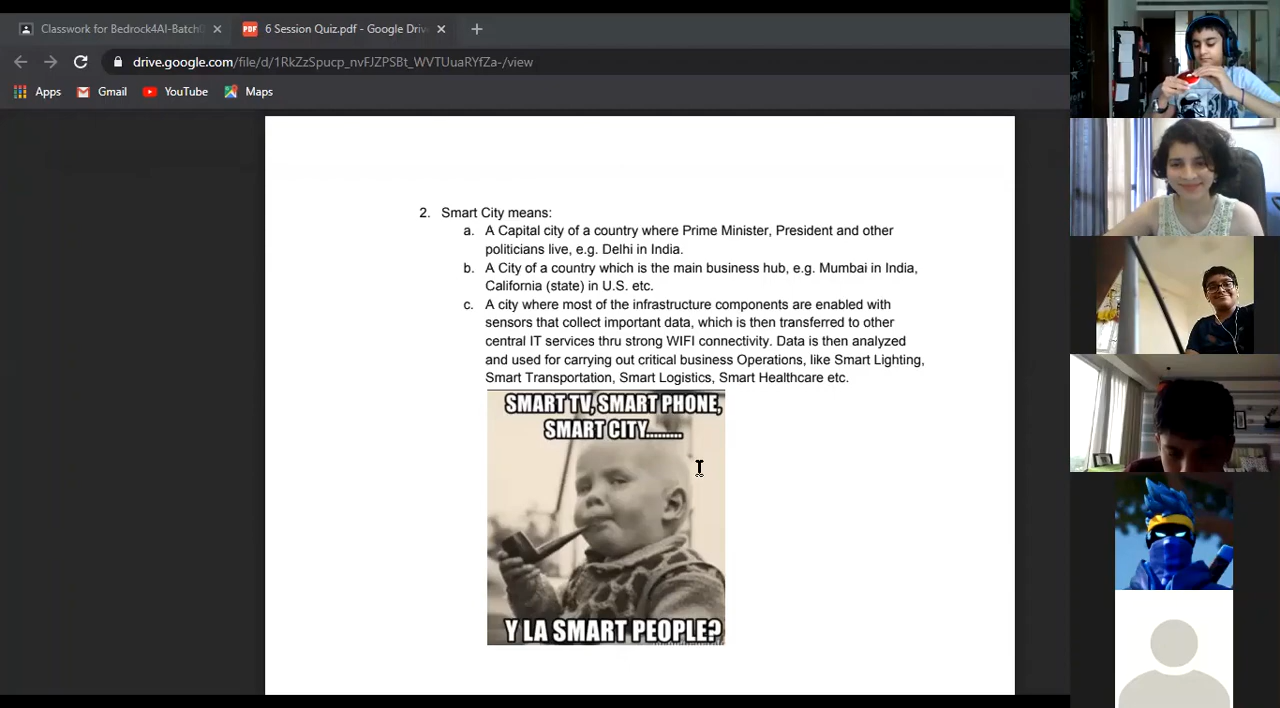 Classwork for Bedrock4AI-Batch
6 Session Quiz.pdf - Google Driv
drive.google.com/file/d/1RkZzSpucp_nvFJZPSBt_WVTUuaRYfZa-/view
Apps Gmail YouTube Maps
2. Smart City means:
a. A Capital city of a country where Prime Minister, President and other
politicians live, e.g. Delhi in India.
b. A City of a country which is the main business hub, e.g. Mumbai in India,
California (state) in U.S. etc.
c. A city where most of the infrastructure components are enabled with
sensors that collect important data, which is then transferred to other
central IT services thru strong WIFI connectivity. Data is then analyzed
and used for carrying out critical business Operations, like Smart Lighting,
Smart Transportation, Smart Logistics, Smart Healthcare etc.
SMART TV, SMART PHONE,
SMART CITY.........
Y LA SMART PEOPLE?